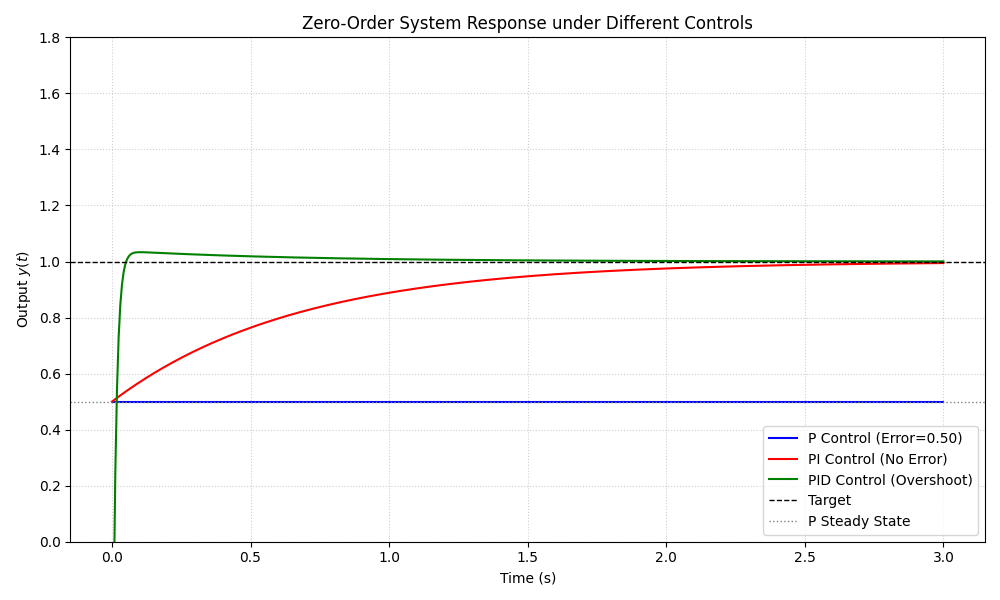 Zero-Order System Response under Different Controls
Output y(t)
1.8
1.6
1.4
1.2
1.0
0.8
0.6
0.4
0.2
0.0
P Control (Error=0.50)
PI Control (No Error)
PID Control (Overshoot)
Target
P Steady State
0.0 0.5 1.0 1.5 2.0 2.5 3.0
Time (s)